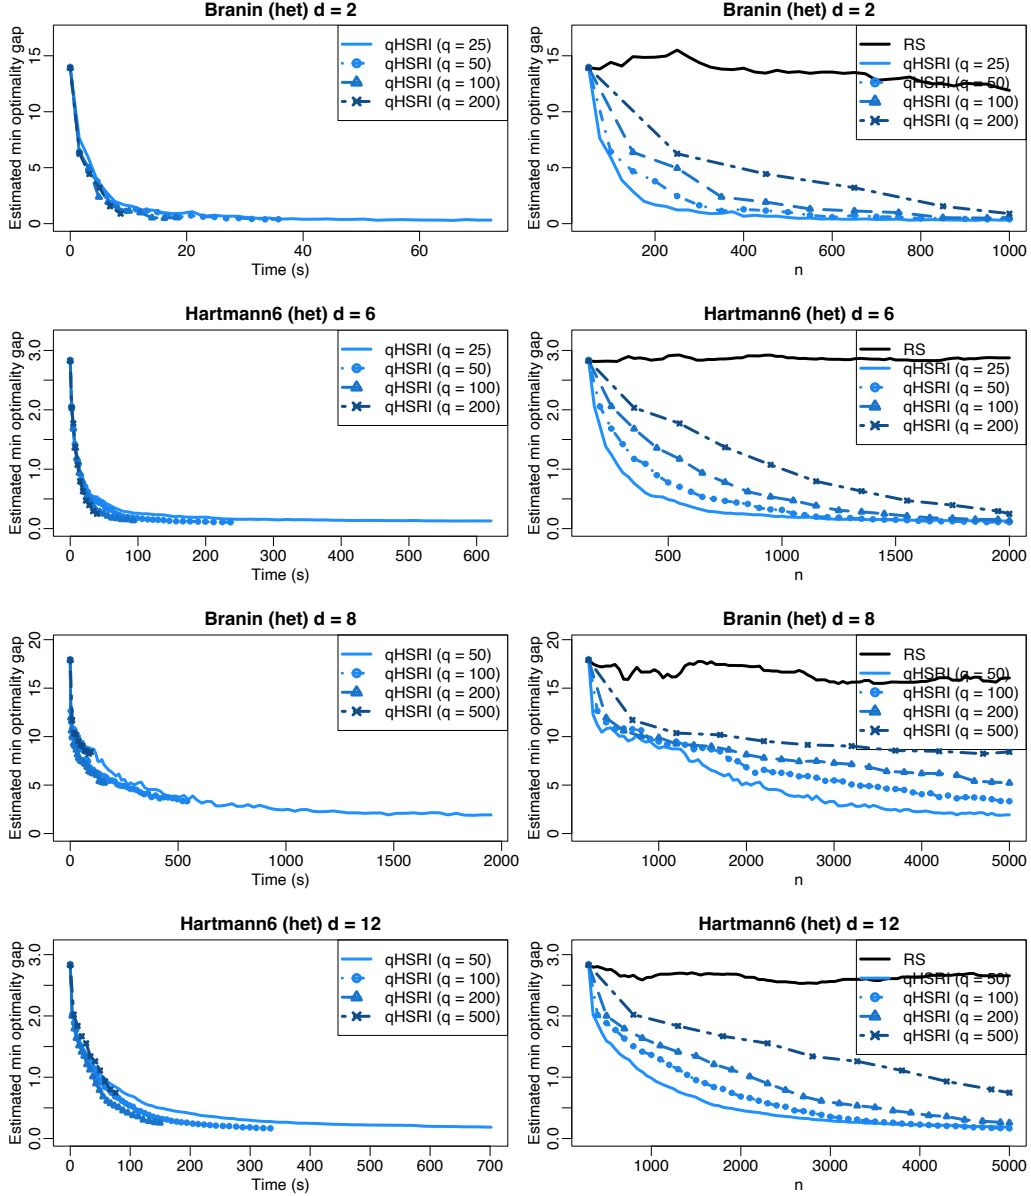 Branin (het) d = 2
Estimated min optimality gap
0 5 10 15
qHSRI (q = 25)
qHSRI (q = 50)
qHSRI (q = 100)
qHSRI (q = 200)
0 20 40 60
Time (s)
Branin (het) d = 2
Estimated min optimality gap
0 5 10 15
RS
qHSRI (q = 25)
qHSRI (q = 50)
qHSRI (q = 100)
qHSRI (q = 200)
200 400 600 800 1000
n
Hartmann6 (het) d = 6
Estimated min optimality gap
0.0 1.0 2.0 3.0
qHSRI (q = 25)
qHSRI (q = 50)
qHSRI (q = 100)
qHSRI (q = 200)
0 100 200 300 400 500 600
Time (s)
Hartmann6 (het) d = 6
Estimated min optimality gap
0.0 1.0 2.0 3.0
RS
qHSRI (q = 25)
qHSRI (q = 50)
qHSRI (q = 100)
qHSRI (q = 200)
500 1000 1500 2000
n
Branin (het) d = 8
Estimated min optimality gap
0 5 10 15 20
qHSRI (q = 50)
qHSRI (q = 100)
qHSRI (q = 200)
qHSRI (q = 500)
0 500 1000 1500 2000
Time (s)
Branin (het) d = 8
Estimated min optimality gap
0 5 10 15 20
RS
qHSRI (q = 50)
qHSRI (q = 100)
qHSRI (q = 200)
qHSRI (q = 500)
1000 2000 3000 4000 5000
n
Hartmann6 (het) d = 12
Estimated min optimality gap
0.0 1.0 2.0 3.0
qHSRI (q = 50)
qHSRI (q = 100)
qHSRI (q = 200)
qHSRI (q = 500)
0 100 200 300 400 500 600 700
Time (s)
Hartmann6 (het) d = 12
Estimated min optimality gap
0.0 1.0 2.0 3.0
RS
qHSRI (q = 50)
qHSRI (q = 100)
qHSRI (q = 200)
qHSRI (q = 500)
1000 2000 3000 4000 5000
n